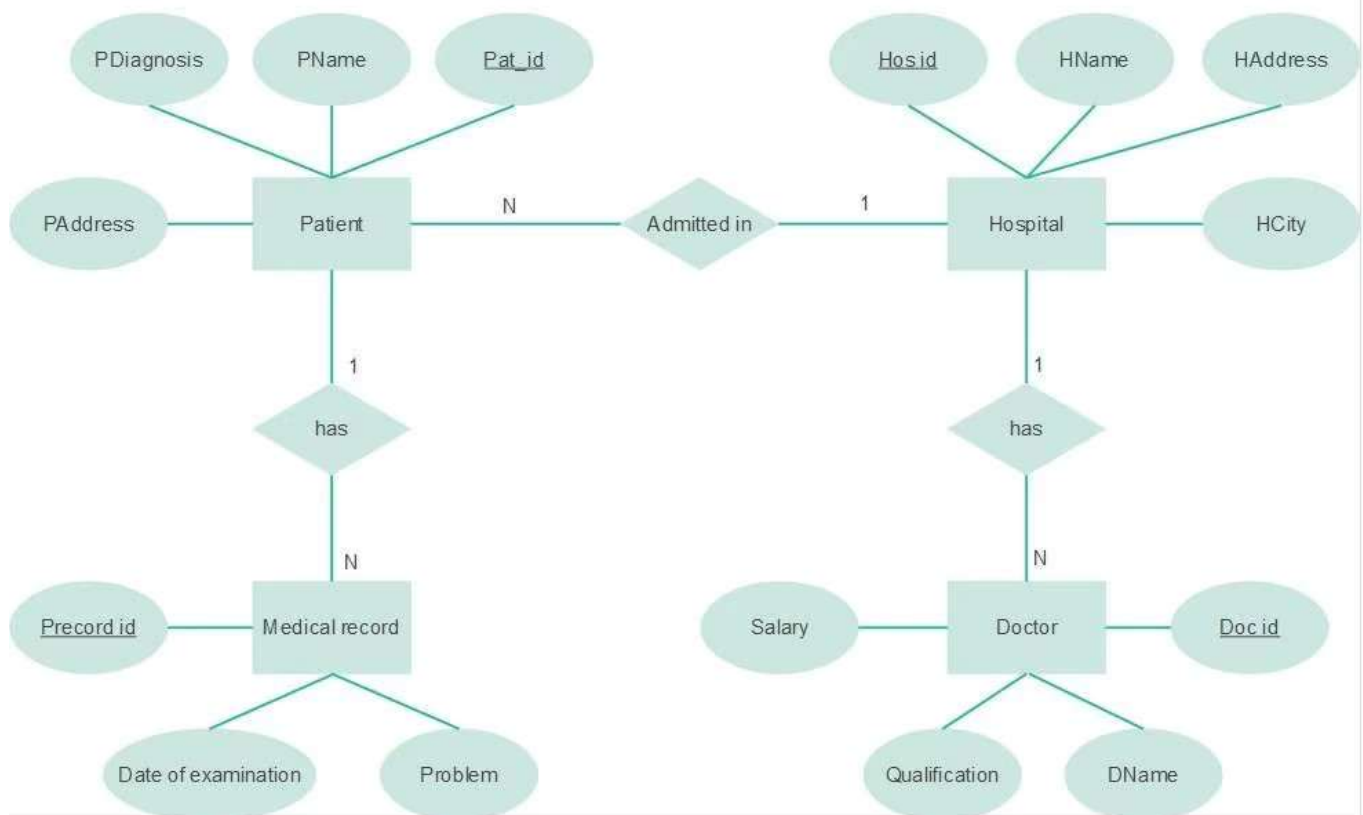 PDiagnosis
PName
Pat_id
Hos id
HName
HAddress
PAddress
Patient
N
Admitted in
1
Hospital
HCity
1
1
has
has
N
N
Precord id
Medical record
Salary
Doctor
Doc id
Date of examination
Problem
Qualification
DName